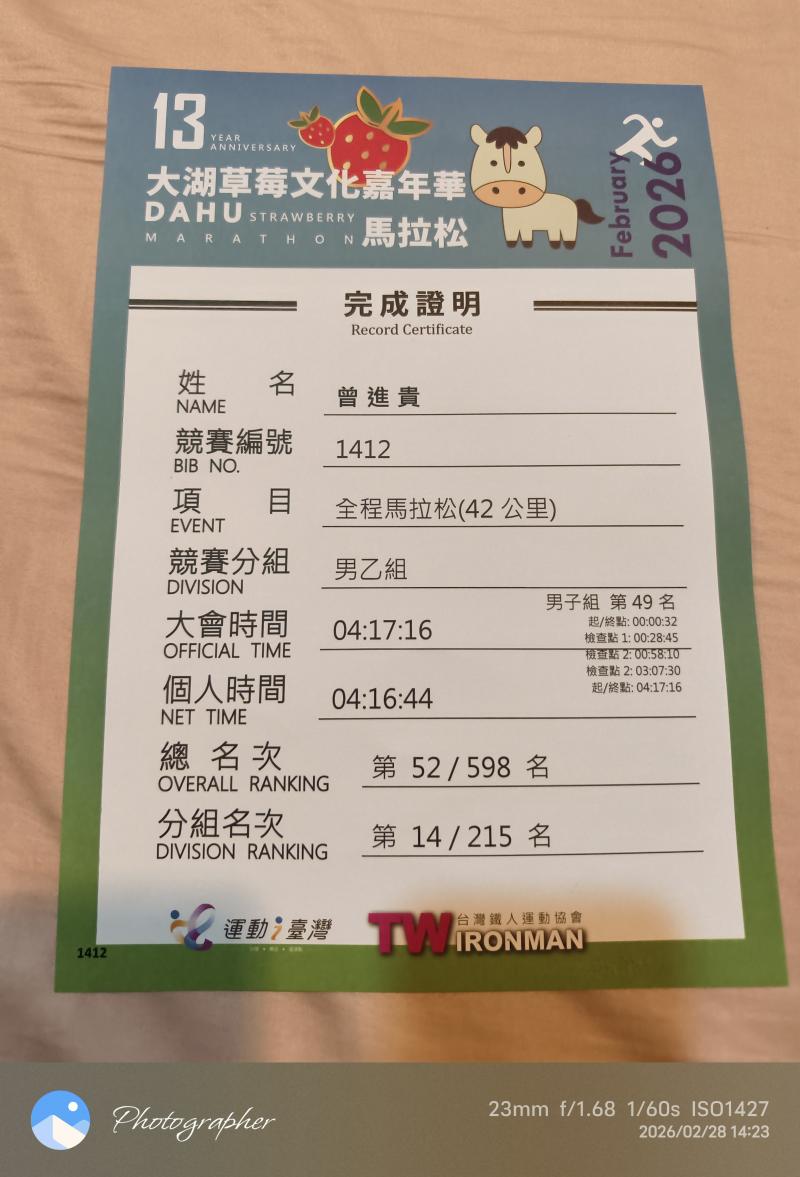 13 YEAR ANNIVERSARY
大湖草莓文化嘉年華
DAHU STRAWBERRY
MARATHON 馬拉松
February 2026
完成證明
Record Certificate
姓名 曾進貴
NAME
競賽編號 1412
BIB NO.
項目 全程馬拉松(42 公里)
EVENT
競賽分組 男乙組
DIVISION
男子組 第 49 名
大會時間 04:17:16
OFFICIAL TIME
起/終點: 00:00:32
檢查點 1: 00:28:45
檢查點 2: 00:58:10
檢查點 2: 03:07:30
起/終點: 04:17:16
個人時間 04:16:44
NET TIME
總名次 第 52 / 598 名
OVERALL RANKING
分組名次 第 14 / 215 名
DIVISION RANKING
運動i臺灣
TW 台灣鐵人運動協會
IRONMAN
1412
Photographer
23mm f/1.68 1/60s ISO1427
2026/02/28 14:23